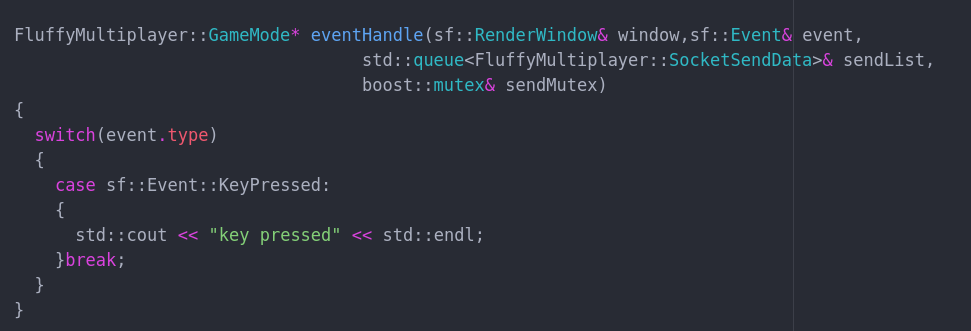 FluffyMultiplayer::GameMode* eventHandle(sf::RenderWindow& window,sf::Event& event,
                                  std::queue<FluffyMultiplayer::SocketSendData>& sendList,
                                  boost::mutex& sendMutex)
{
  switch(event.type)
  {
    case sf::Event::KeyPressed:
    {
      std::cout << "key pressed" << std::endl;
    }break;
  }
}